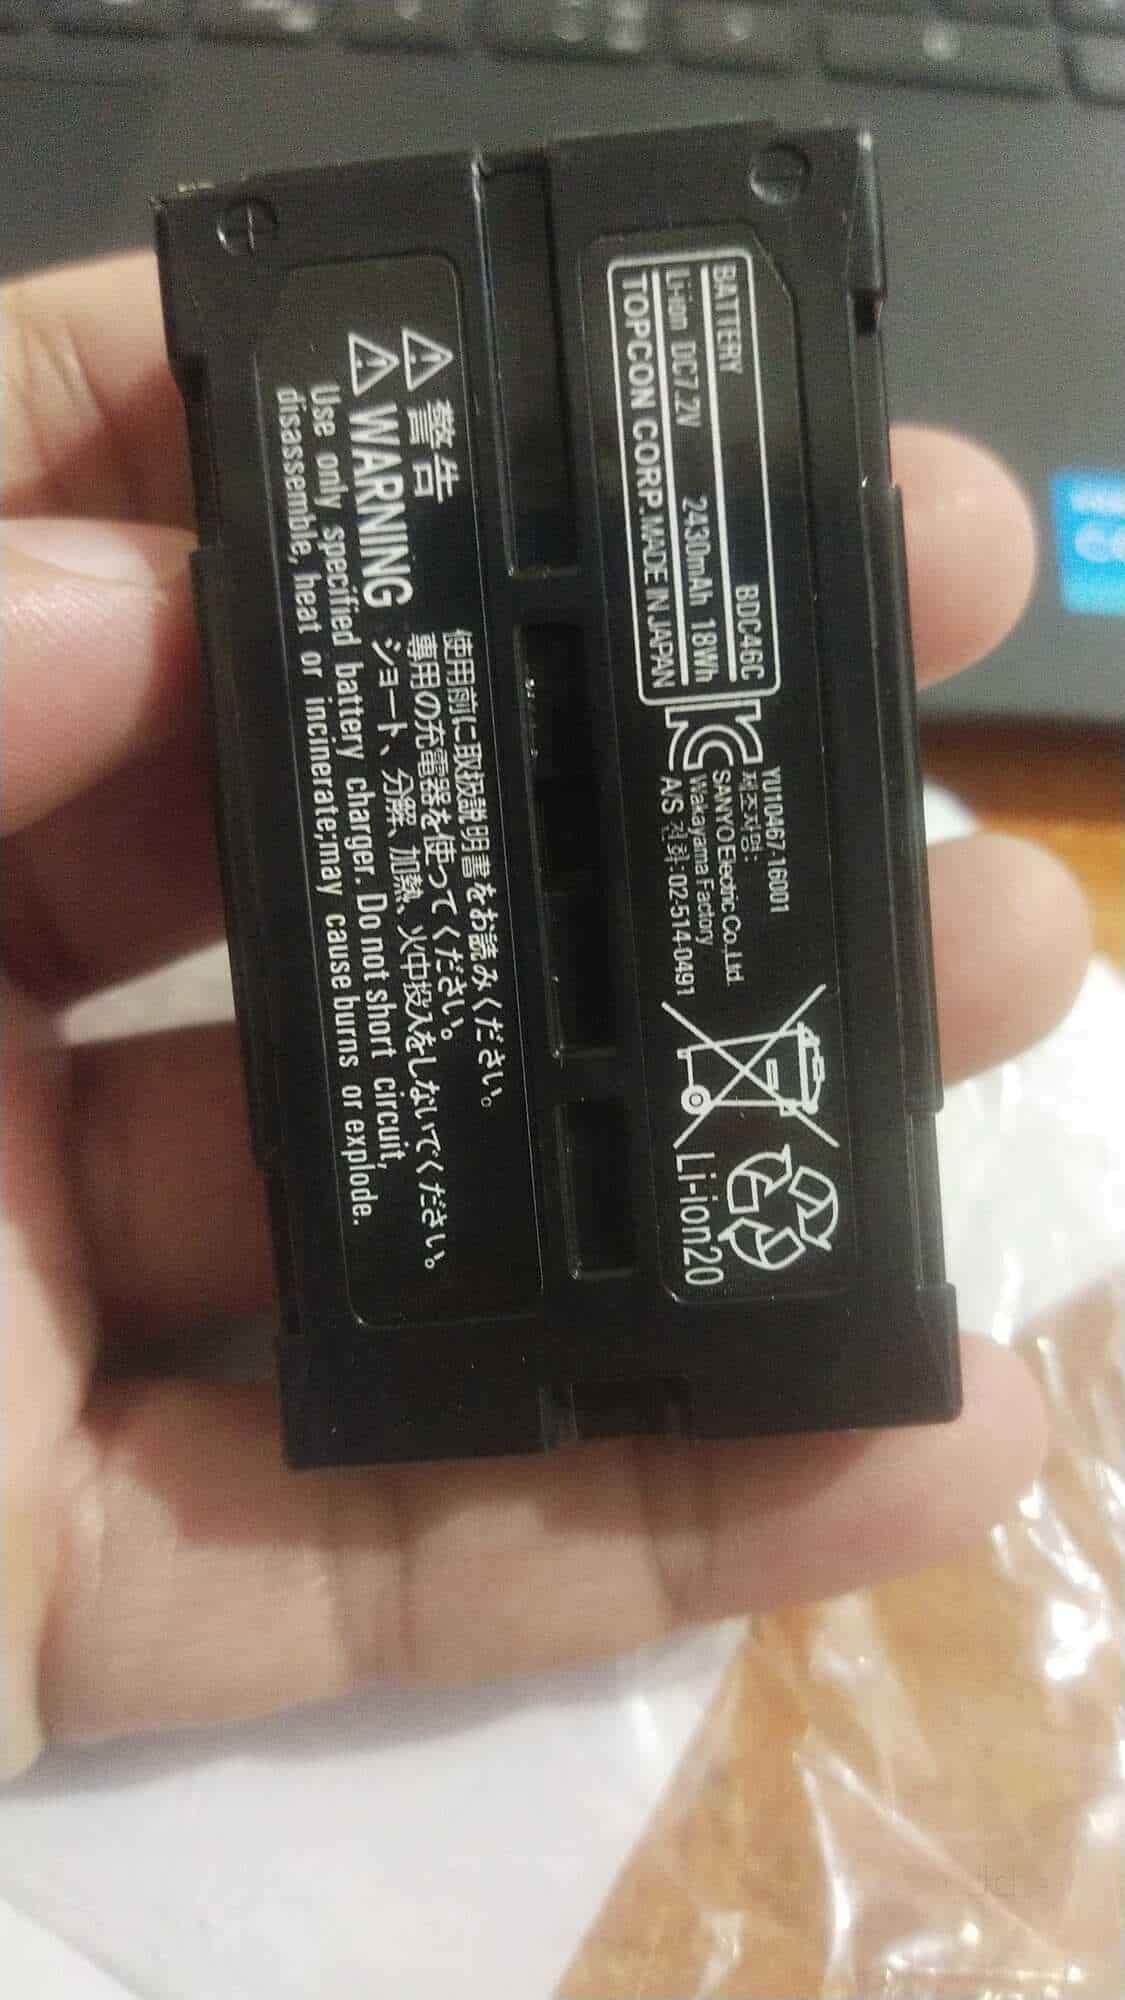 BATTERY BDC46C
Li-ion DC7.2V 2430mAh 18Wh
TOPCON CORP. MADE IN JAPAN
YU10467-16001
제조자명:
SANYO Electric Co., Ltd.
Wakayama Factory
A/S 전화: 02-514-0491
Li-ion20
警告
WARNING
使用前に取扱説明書をお読みください。
専用の充電器を使ってください。
ショート、分解、加熱、火中投入をしないでください。
Use only specified battery charger. Do not short circuit,
disassemble, heat or incinerate;may cause burns or explode.